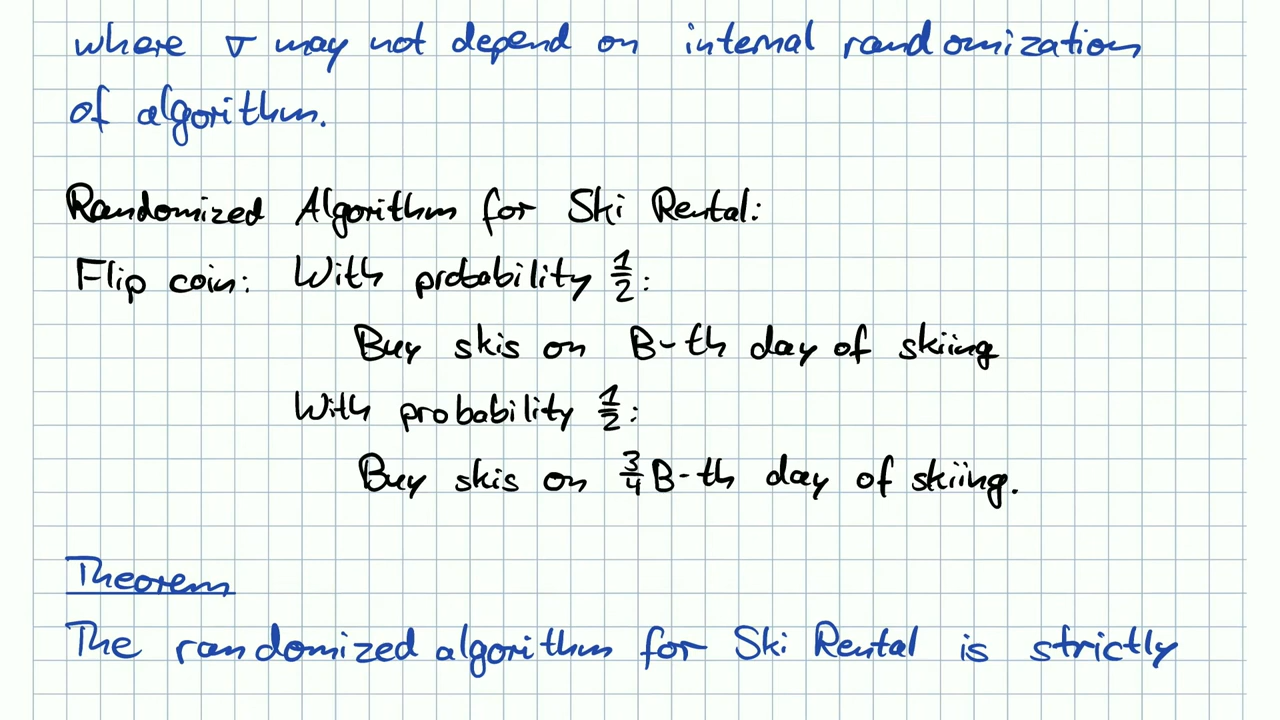 where σ may not depend on internal randomization
of algorithm.
Randomized Algorithm for Ski Rental:
Flip coin: With probability 1/2:
Buy skis on B-th day of skiing
With probability 1/2:
Buy skis on 3/4 B-th day of skiing.
Theorem
The randomized algorithm for Ski Rental is strictly